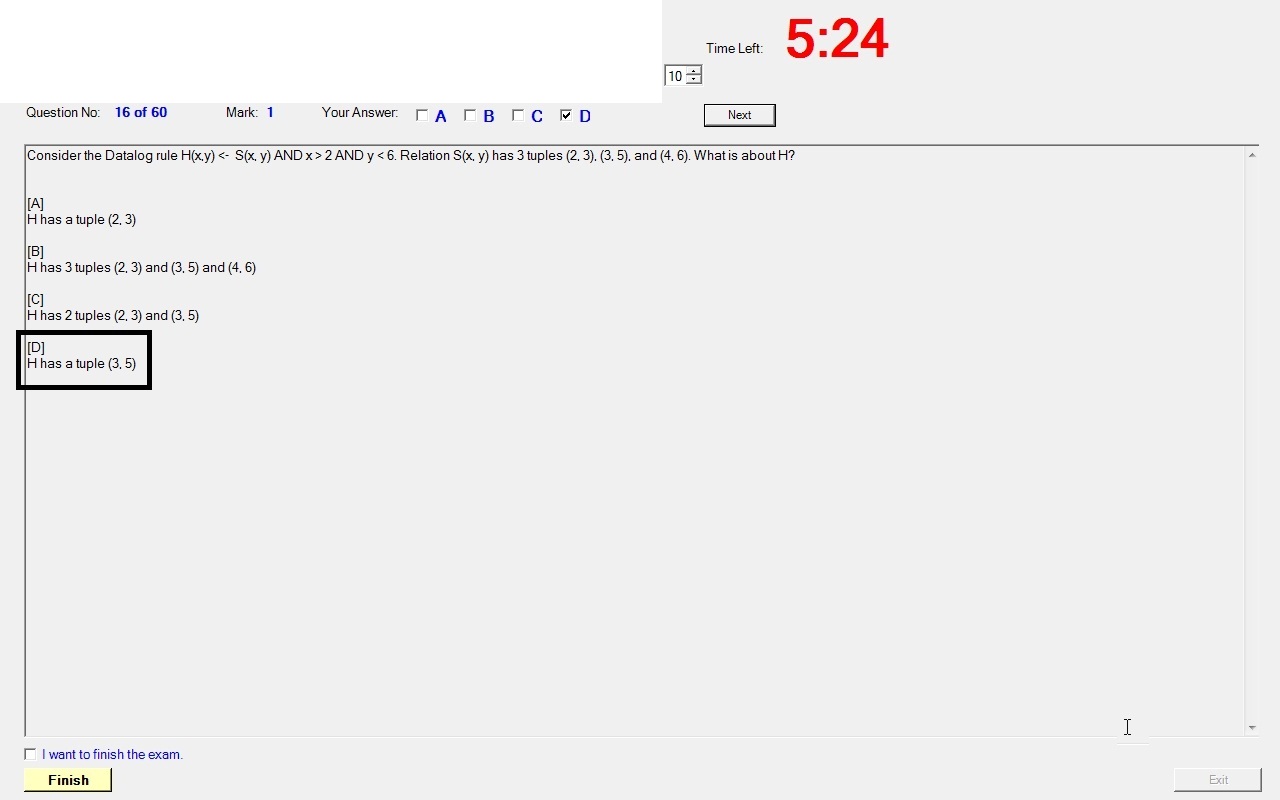 Time Left: 5:24
10
Question No: 16 of 60 Mark: 1 Your Answer: A B C D Next
Consider the Datalog rule H(x,y) <- S(x, y) AND x > 2 AND y < 6. Relation S(x, y) has 3 tuples (2, 3), (3, 5), and (4, 6). What is about H?
[A]
H has a tuple (2, 3)
[B]
H has 3 tuples (2, 3) and (3, 5) and (4, 6)
[C]
H has 2 tuples (2, 3) and (3, 5)
[D]
H has a tuple (3, 5)
I want to finish the exam.
Finish Exit